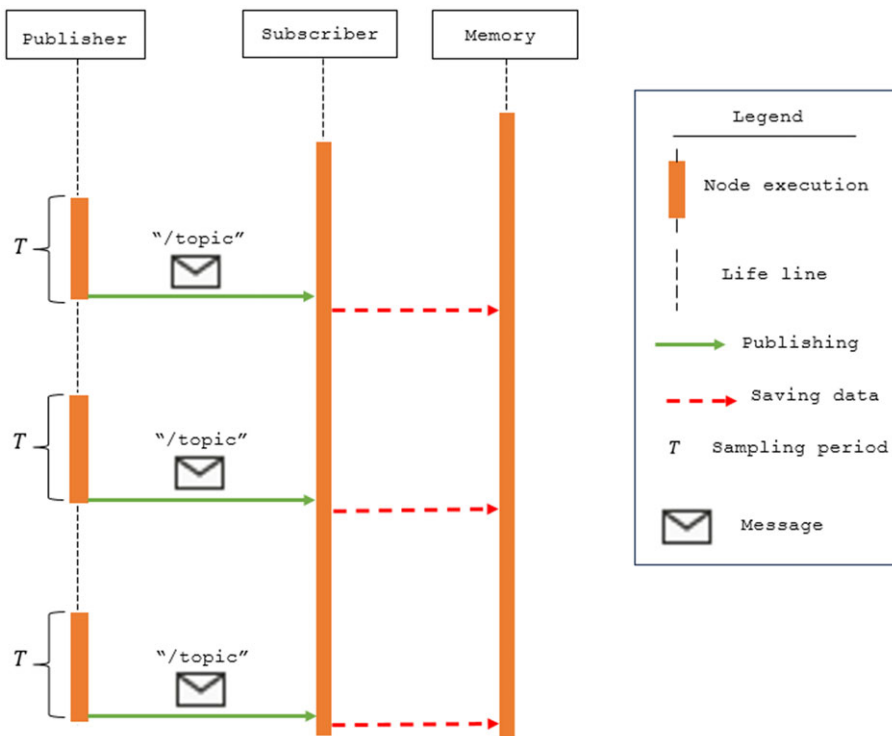 Publisher
Subscriber
Memory
T
“/topic”
T
“/topic”
T
“/topic”
Legend
Node execution
Life line
Publishing
Saving data
T Sampling period
Message